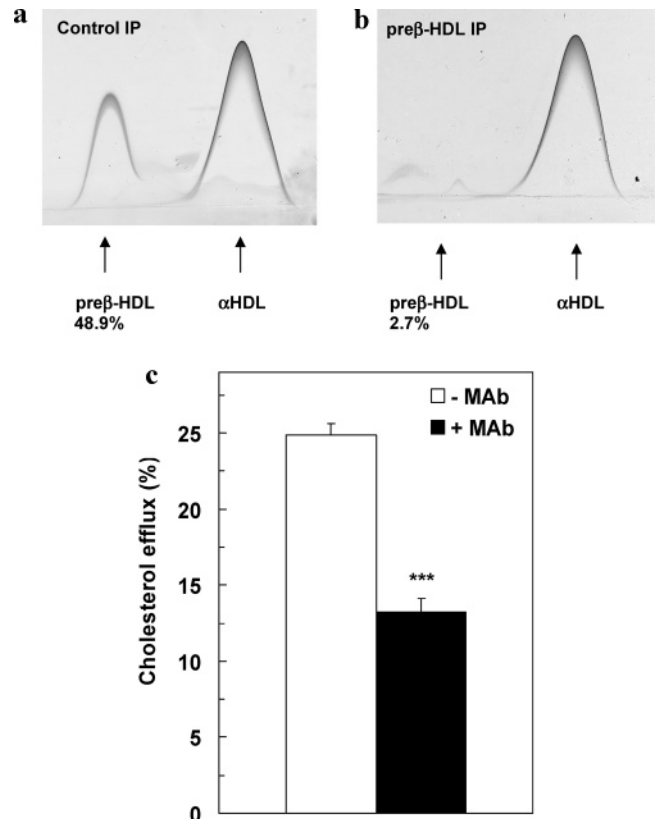 a
Control IP
preβ-HDL
48.9%
αHDL
b
preβ-HDL IP
preβ-HDL
2.7%
αHDL
c
- MAb
+ MAb
Cholesterol efflux (%)
25
20
15
10
5
0
***